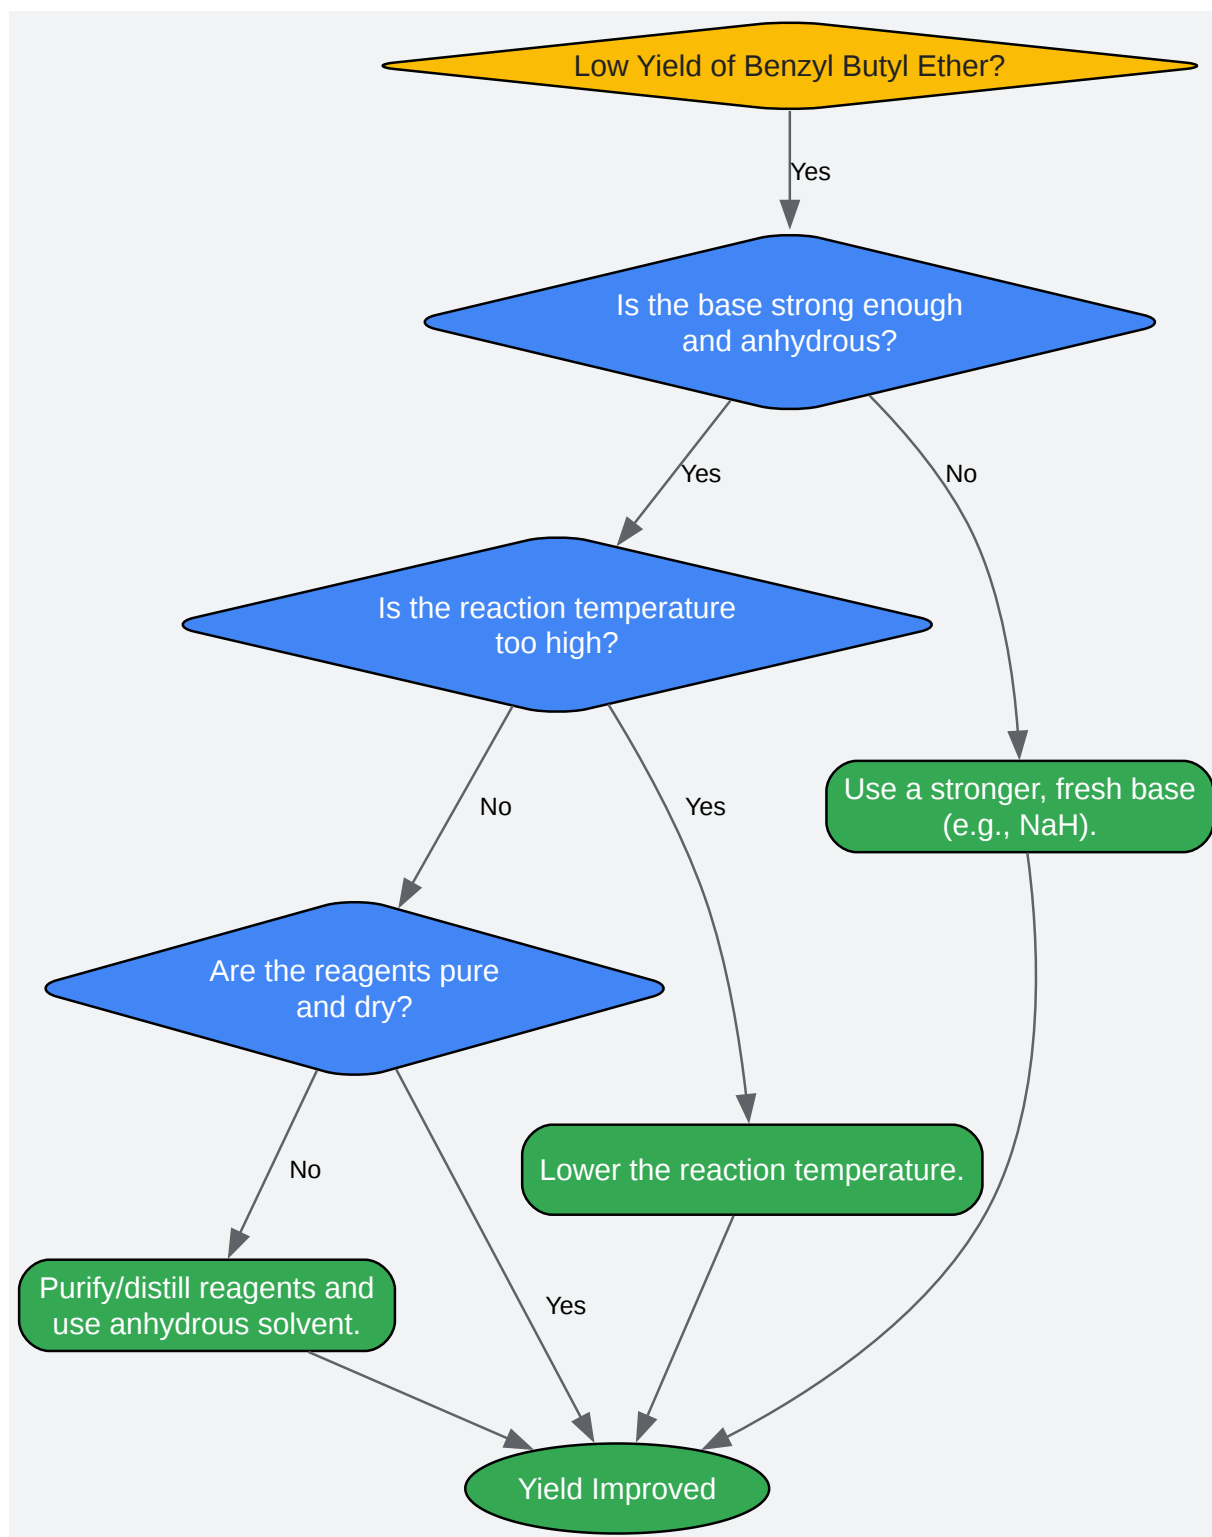 Low Yield of Benzyl Butyl Ether?
Yes
Is the base strong enough
and anhydrous?
Yes
No
Is the reaction temperature
too high?
Use a stronger, fresh base
(e.g., NaH).
No
Yes
Are the reagents pure
and dry?
Lower the reaction temperature.
No
Purify/distill reagents and
use anhydrous solvent.
Yes
Yield Improved